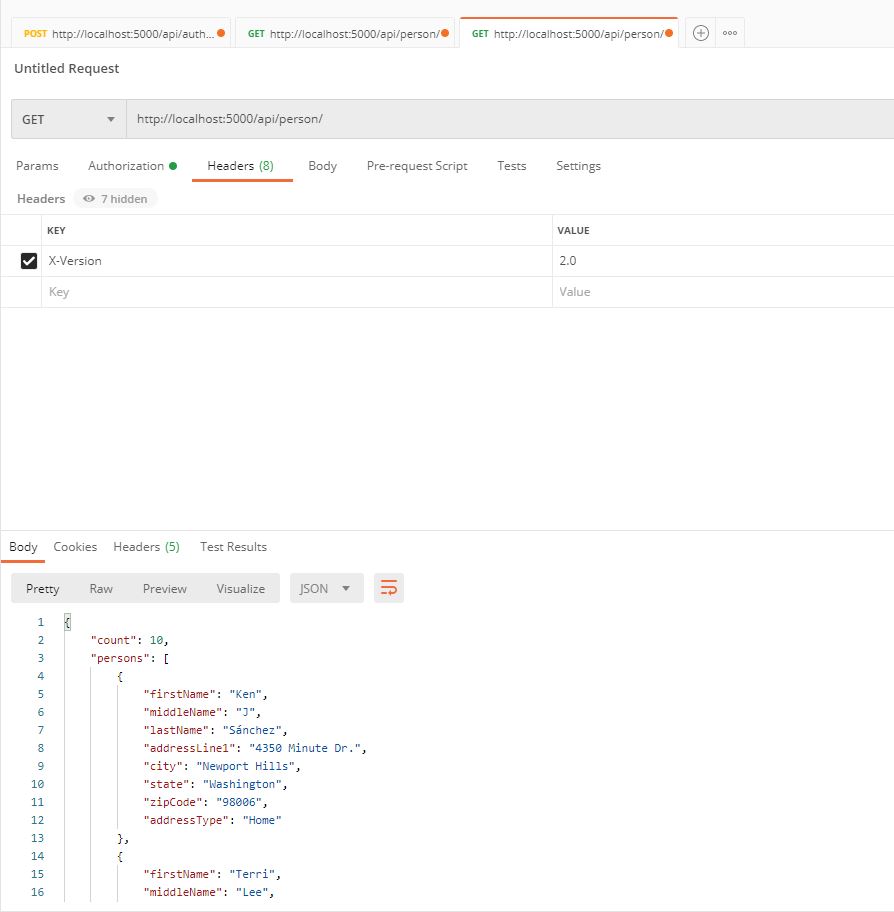 POST http://localhost:5000/api/auth... GET http://localhost:5000/api/person/ GET http://localhost:5000/api/person/
Untitled Request
GET http://localhost:5000/api/person/
Params Authorization Headers (8) Body Pre-request Script Tests Settings
Headers 7 hidden
KEY VALUE
X-Version 2.0
Key Value
Body Cookies Headers (5) Test Results
Pretty Raw Preview Visualize JSON
1 {
2 "count": 10,
3 "persons": [
4 {
5 "firstName": "Ken",
6 "middleName": "J",
7 "lastName": "Sánchez",
8 "addressLine1": "4350 Minute Dr.",
9 "city": "Newport Hills",
10 "state": "Washington",
11 "zipCode": "98006",
12 "addressType": "Home"
13 },
14 {
15 "firstName": "Terri",
16 "middleName": "Lee",